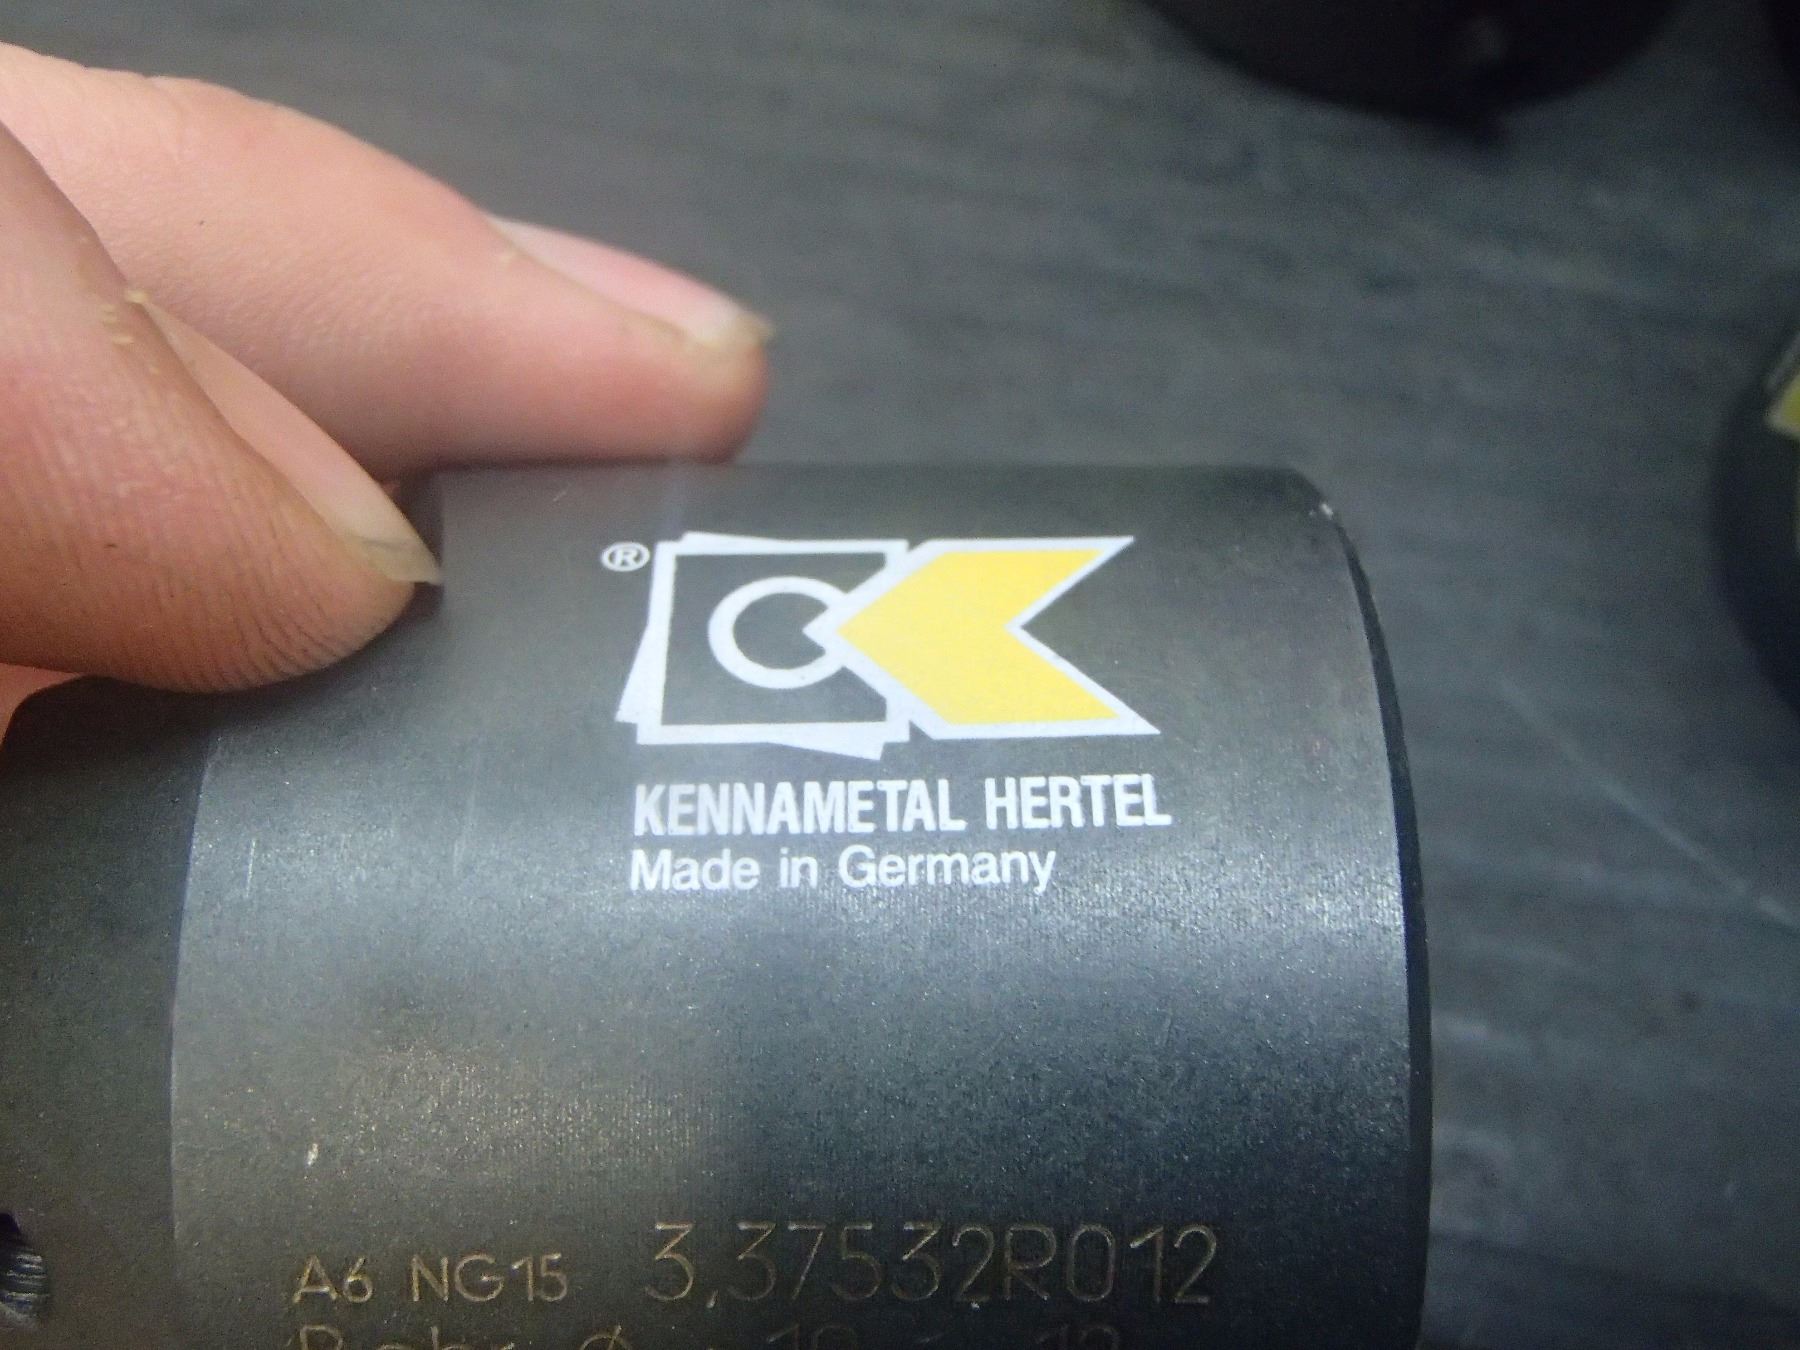 ®
KENNAMETAL HERTEL
Made in Germany
A6 NG15 3,37532R012